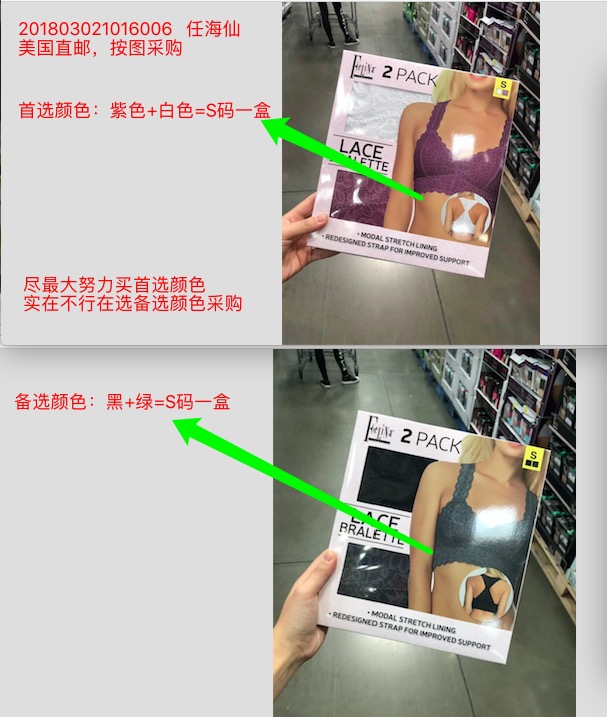 201803021016006 任海仙
美国直邮，按图采购
首选颜色：紫色+白色=S码一盒
尽最大努力买首选颜色
实在不行在选备选颜色采购
Felina
2 PACK
S
LACE
BRALETTE
• MODAL STRETCH LINING
• REDESIGNED STRAP FOR IMPROVED SUPPORT
备选颜色：黑+绿=S码一盒
Felina
2 PACK
S
LACE
BRALETTE
• MODAL STRETCH LINING
• REDESIGNED STRAP FOR IMPROVED SUPPORT